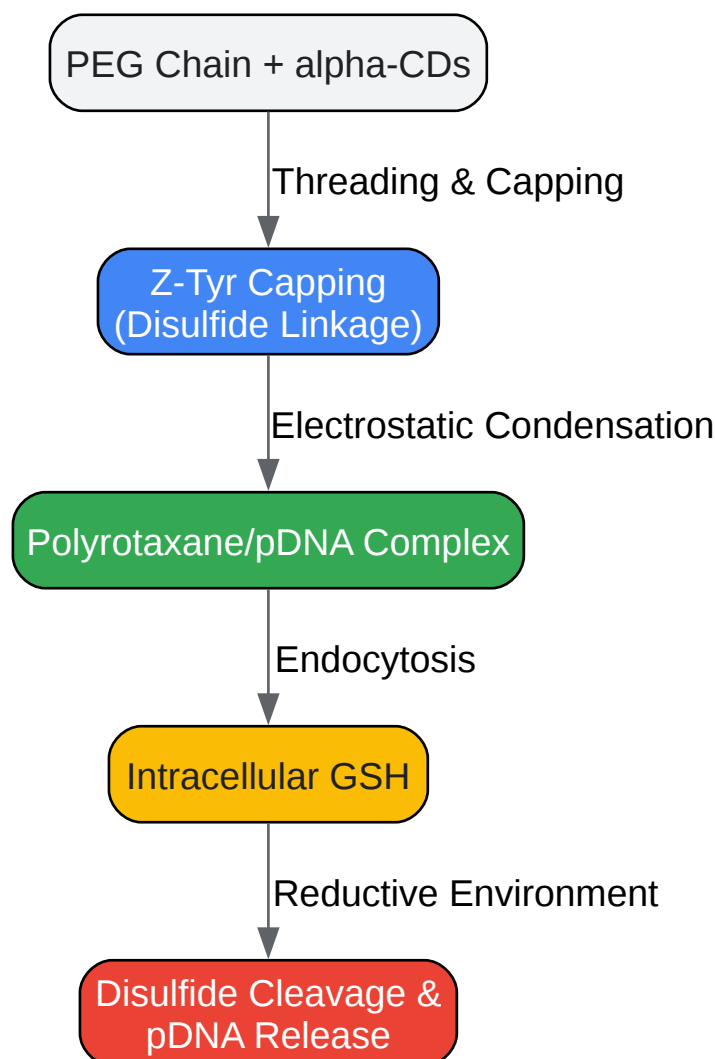 PEG Chain + alpha-CDs
Threading & Capping
Z-Tyr Capping
(Disulfide Linkage)
Electrostatic Condensation
Polyrotaxane/pDNA Complex
Endocytosis
Intracellular GSH
Reductive Environment
Disulfide Cleavage &
pDNA Release